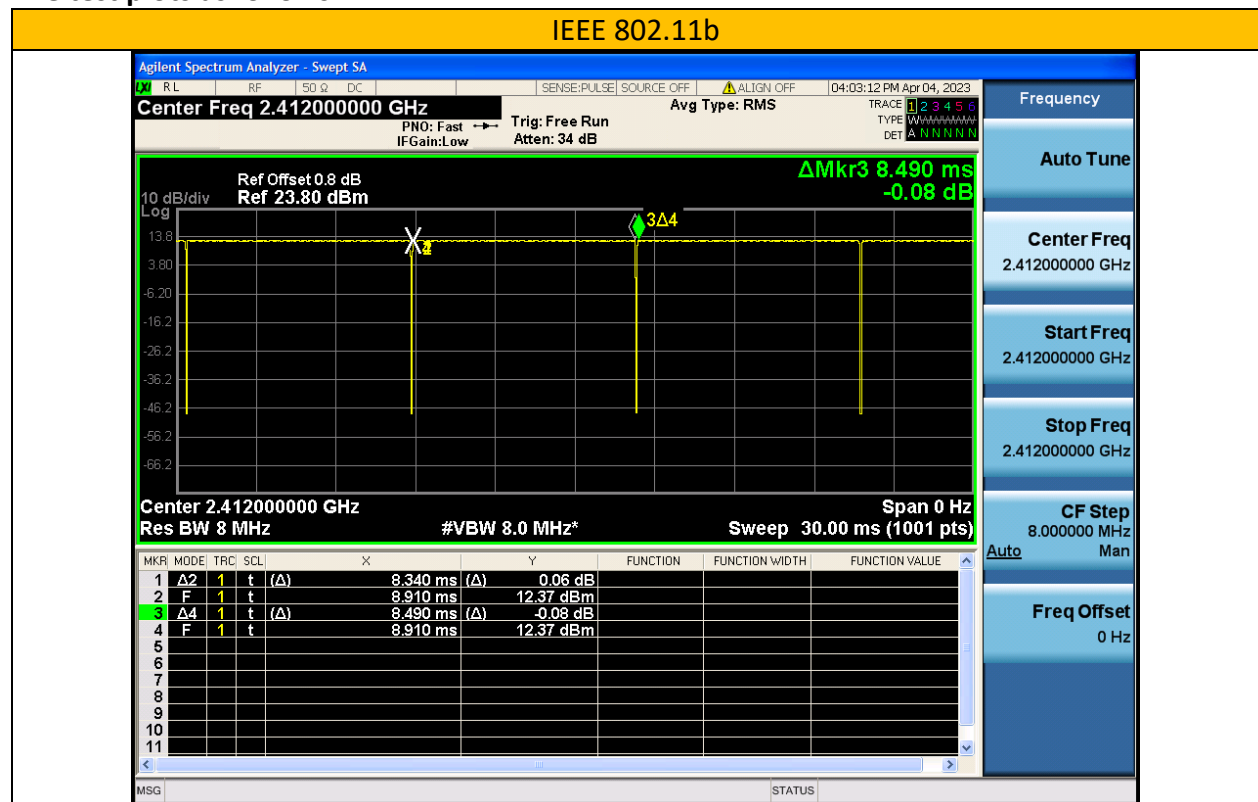 IEEE 802.11b
Agilent Spectrum Analyzer - Swept SA
LXI RL RF 50 Ω DC SENSE:PULSE SOURCE OFF ALIGN OFF 04:03:12 PM Apr 04, 2023
Center Freq 2.412000000 GHz
PNO: Fast
IFGain:Low
Trig: Free Run
Atten: 34 dB
Avg Type: RMS
TRACE 1 2 3 4 5 6
TYPE WWWWWW
DET A N N N N N
Frequency
Auto Tune
Center Freq
2.412000000 GHz
Start Freq
2.412000000 GHz
Stop Freq
2.412000000 GHz
CF Step
8.000000 MHz
Auto Man
Freq Offset
0 Hz
ΔMkr3 8.490 ms
-0.08 dB
Ref Offset 0.8 dB
10 dB/div Ref 23.80 dBm
Log
3Δ4
13.8
3.80
-6.20
-16.2
-26.2
-36.2
-46.2
-56.2
-66.2
Center 2.412000000 GHz Span 0 Hz
Res BW 8 MHz #VBW 8.0 MHz* Sweep 30.00 ms (1001 pts)
MKR MODE TRC SCL X Y FUNCTION FUNCTION WIDTH FUNCTION VALUE
1 Δ2 1 t (Δ) 8.340 ms (Δ) 0.06 dB
2 F 1 t 8.910 ms 12.37 dBm
3 Δ4 1 t (Δ) 8.490 ms (Δ) -0.08 dB
4 F 1 t 8.910 ms 12.37 dBm
5
6
7
8
9
10
11
MSG STATUS